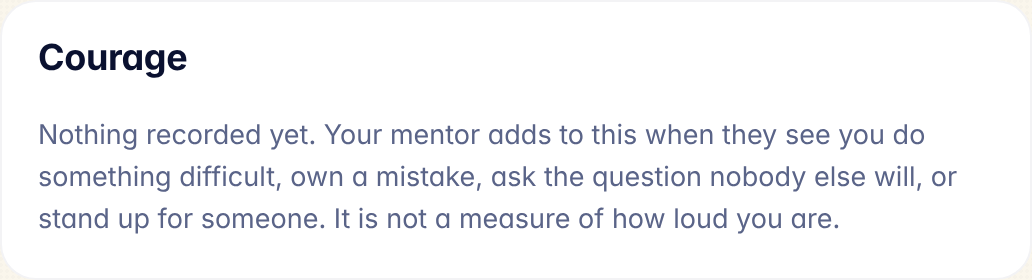 Courage
Nothing recorded yet. Your mentor adds to this when they see you do
something difficult, own a mistake, ask the question nobody else will, or
stand up for someone. It is not a measure of how loud you are.